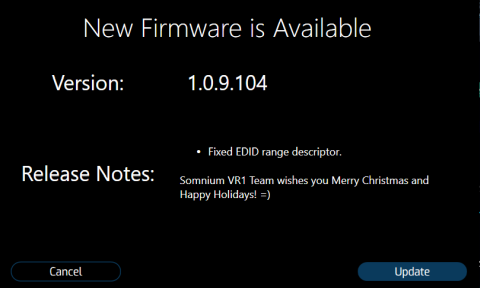 New Firmware is Available
Version: 1.0.9.104
• Fixed EDID range descriptor.
Release Notes:
Somnium VR1 Team wishes you Merry Christmas and
Happy Holidays! =)
Cancel
Update